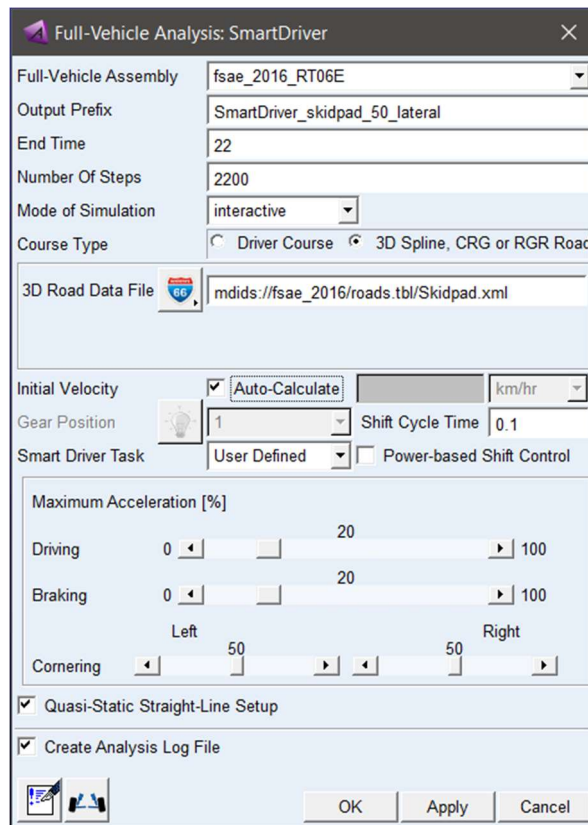 Full-Vehicle Analysis: SmartDriver
Full-Vehicle Assembly fsae_2016_RT06E
Output Prefix SmartDriver_skidpad_50_lateral
End Time 22
Number Of Steps 2200
Mode of Simulation interactive
Course Type Driver Course 3D Spline, CRG or RGR Road
3D Road Data File 66 mdids://fsae_2016/roads.tbl/Skidpad.xml
Initial Velocity Auto-Calculate km/hr
Gear Position 1 Shift Cycle Time 0.1
Smart Driver Task User Defined Power-based Shift Control
Maximum Acceleration [%]
20
Driving 0 100
20
Braking 0 100
Left Right
50 50
Cornering
Quasi-Static Straight-Line Setup
Create Analysis Log File
OK Apply Cancel